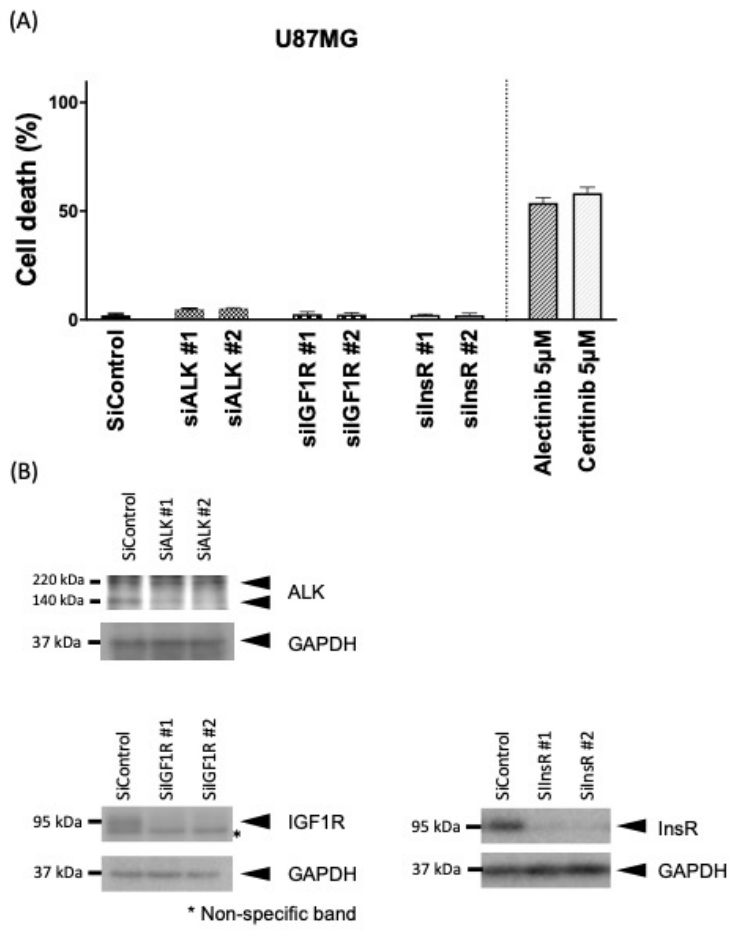 (A)
U87MG
Cell death (%)
100
50
0
SiControl
siALK #1
siALK #2
siIGF1R #1
siIGF1R #2
siInsR #1
siInsR #2
Alectinib 5μM
Ceritinib 5μM
(B)
SiControl
SiALK #1
SiALK #2
220 kDa
140 kDa
ALK
37 kDa
GAPDH
SiControl
SiIGF1R #1
SiIGF1R #2
95 kDa
IGF1R
*
37 kDa
GAPDH
* Non-specific band
SiControl
SiInsR #1
SiInsR #2
95 kDa
InsR
37 kDa
GAPDH